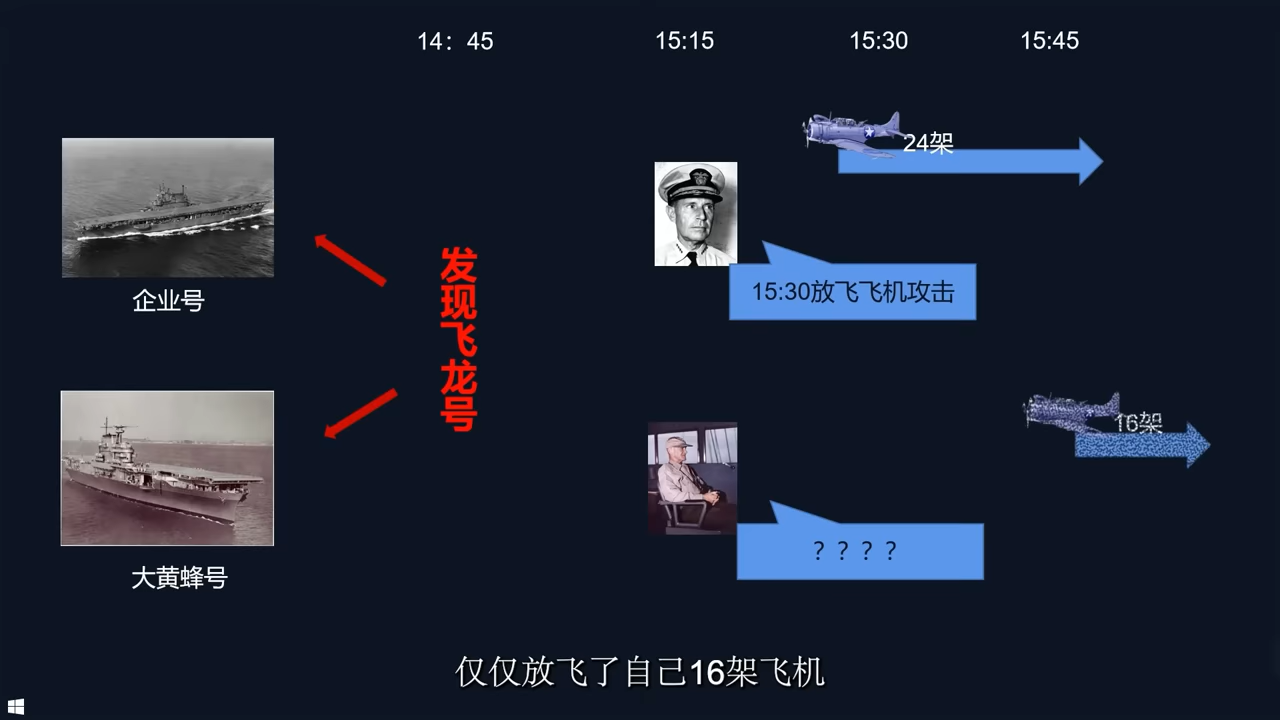 14：45
15:15
15:30
15:45
24架
15:30放飞飞机攻击
企业号
发现飞龙号
16架
？？？？
大黄蜂号
仅仅放飞了自己16架飞机